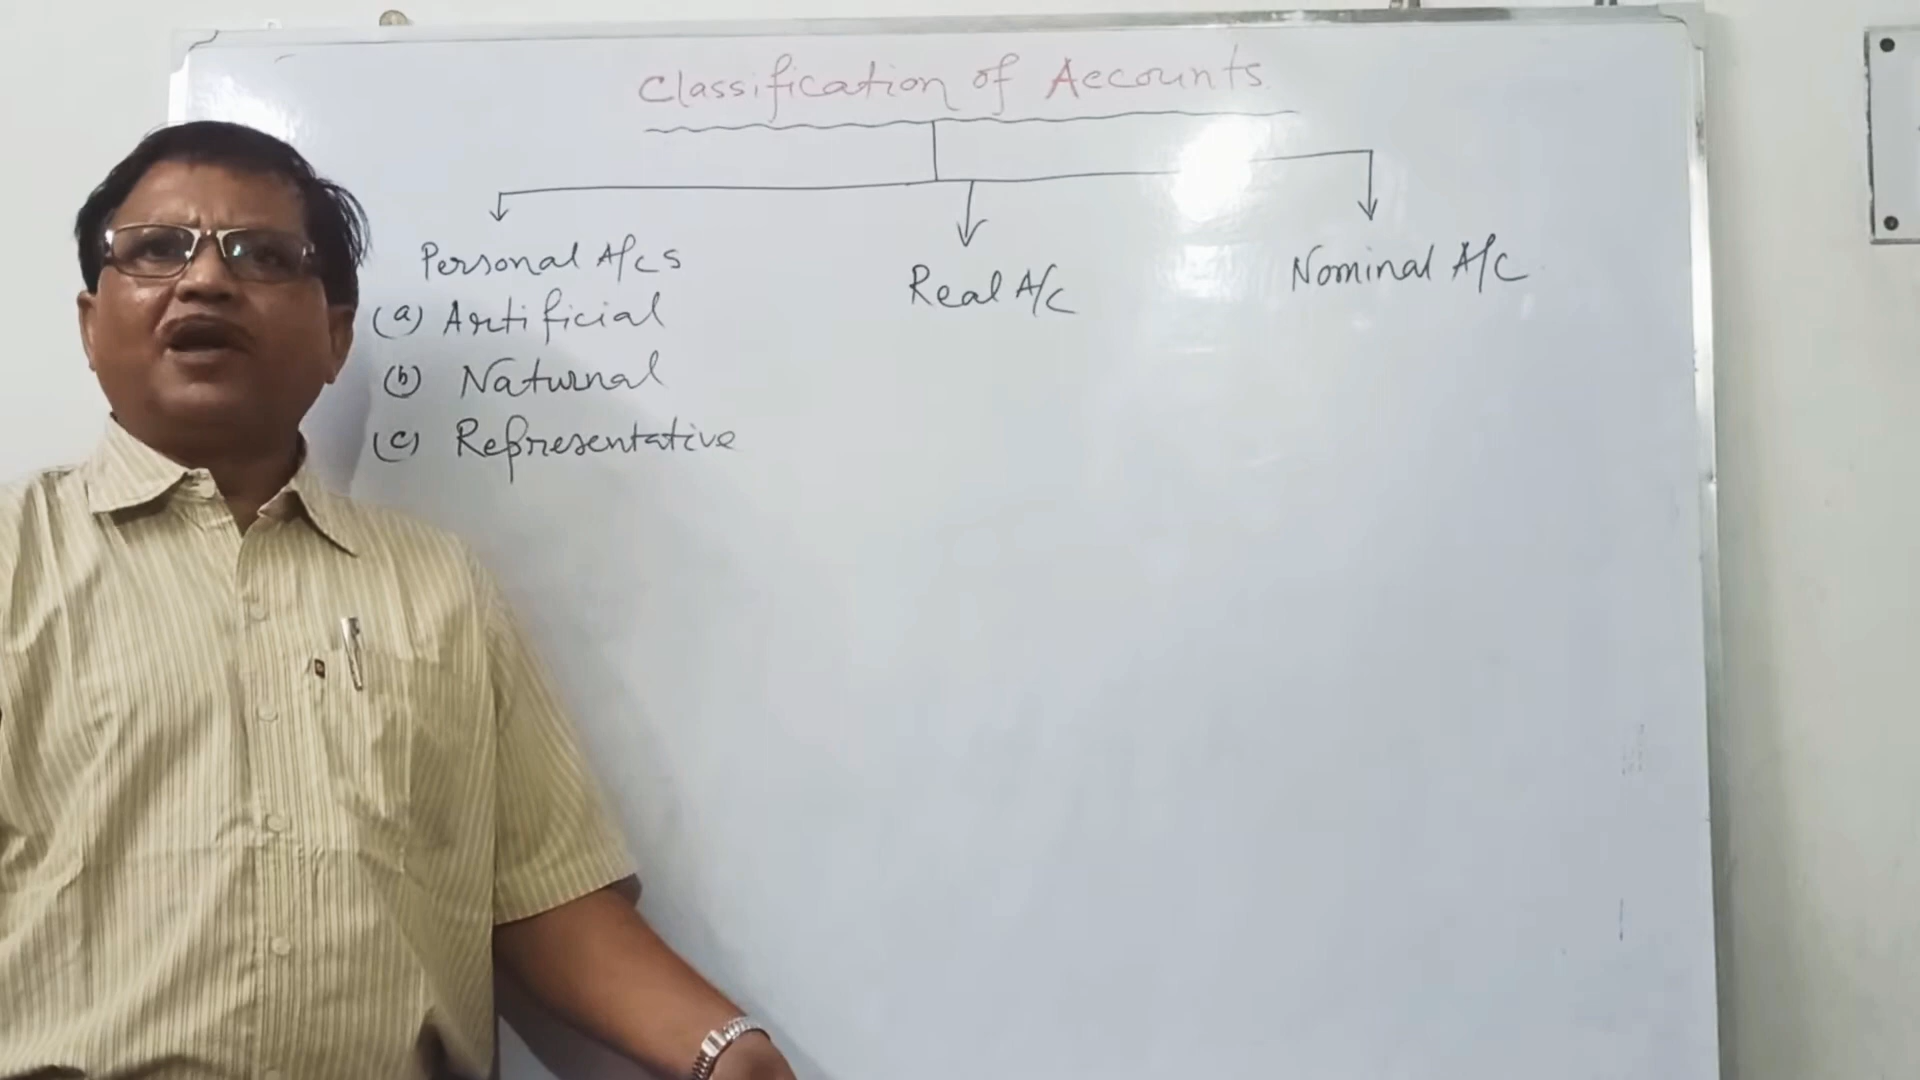 Classification of Accounts
Personal A/cs
Real A/C
Nominal A/C
(a) Artificial
(b) Natural
(c) Representative